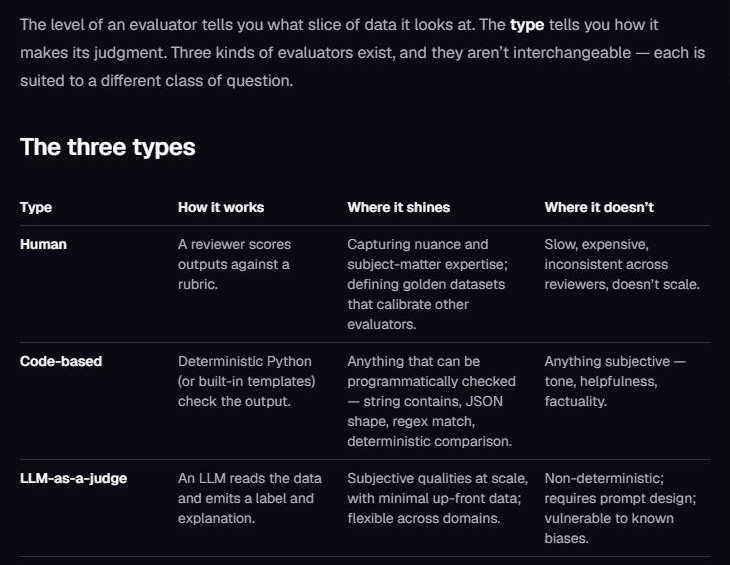 The level of an evaluator tells you what slice of data it looks at. The type tells you how it
makes its judgment. Three kinds of evaluators exist, and they aren’t interchangeable — each is
suited to a different class of question.
The three types
Type How it works Where it shines Where it doesn’t
Human
A reviewer scores
outputs against a
rubric.
Capturing nuance and
subject-matter expertise;
defining golden datasets
that calibrate other
evaluators.
Slow, expensive,
inconsistent across
reviewers, doesn’t scale.
Code-based
Deterministic Python
(or built-in templates)
check the output.
Anything that can be
programmatically checked
— string contains, JSON
shape, regex match,
deterministic comparison.
Anything subjective —
tone, helpfulness,
factuality.
LLM-as-a-judge
An LLM reads the data
and emits a label and
explanation.
Subjective qualities at scale,
with minimal up-front data;
flexible across domains.
Non-deterministic;
requires prompt design;
vulnerable to known
biases.